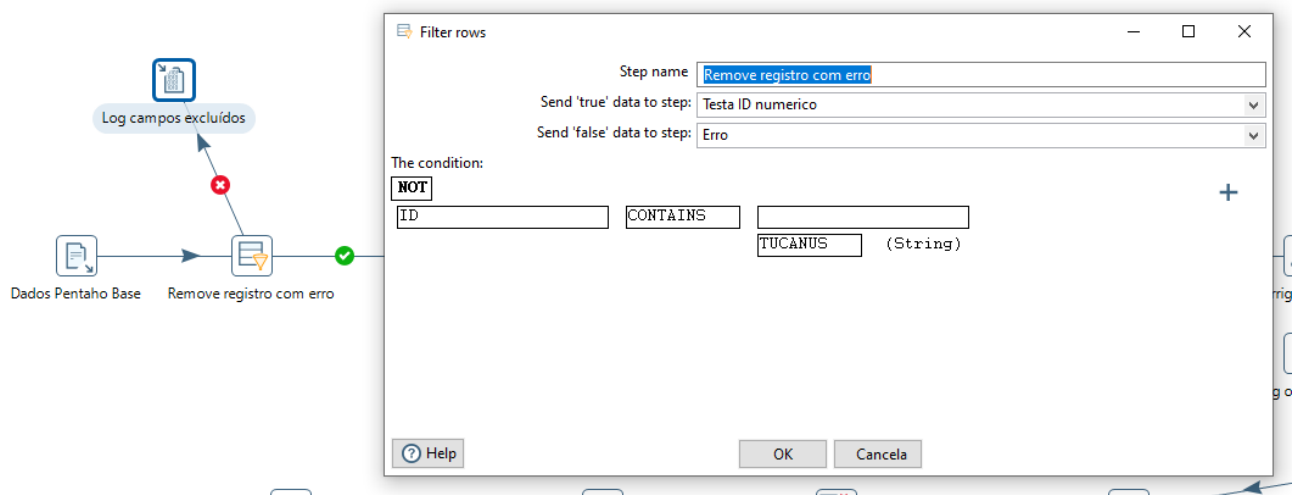 Filter rows
Step name
Remove registro com erro
Send 'true' data to step:
Testa ID numerico
Send 'false' data to step:
Erro
The condition:
NOT
ID
CONTAINS
TUCANUS
(String)
Help
OK
Cancela
Log campos excluídos
Dados Pentaho Base
Remove registro com erro
rrig
g o